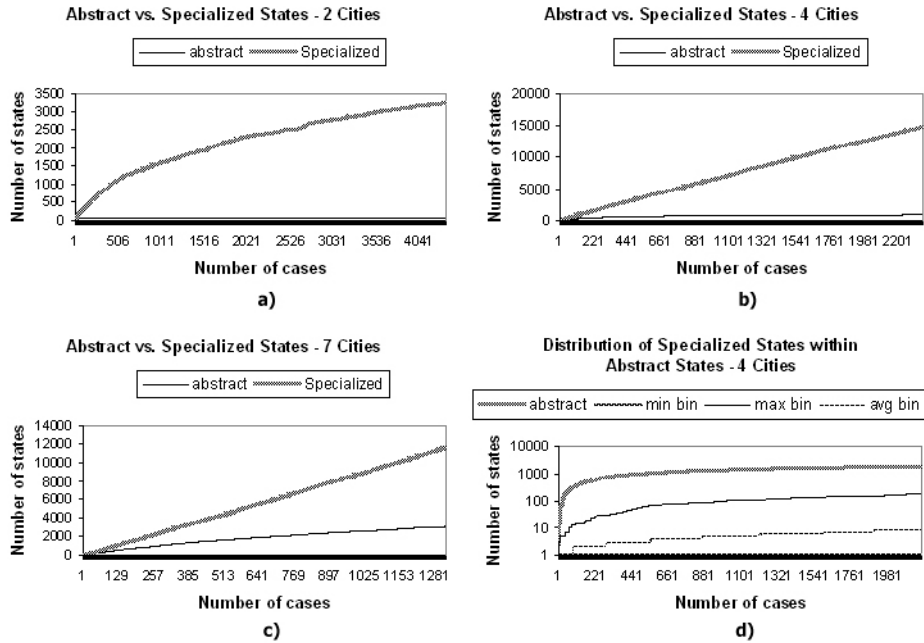 Abstract vs. Specialized States - 2 Cities
abstract Specialized
Number of states
3500
3000
2500
2000
1500
1000
500
0
1 506 1011 1516 2021 2526 3031 3536 4041
Number of cases
a)
Abstract vs. Specialized States - 4 Cities
abstract Specialized
Number of states
20000
15000
10000
5000
0
1 221 441 661 881 1101 1321 1541 1761 1981 2201
Number of cases
b)
Abstract vs. Specialized States - 7 Cities
abstract Specialized
Number of states
14000
12000
10000
8000
6000
4000
2000
0
1 129 257 385 513 641 769 897 1025 1153 1281
Number of cases
c)
Distribution of Specialized States within
Abstract States - 4 Cities
abstract min bin max bin avg bin
Number of states
10000
1000
100
10
1
1 221 441 661 881 1101 1321 1541 1761 1981
Number of cases
d)